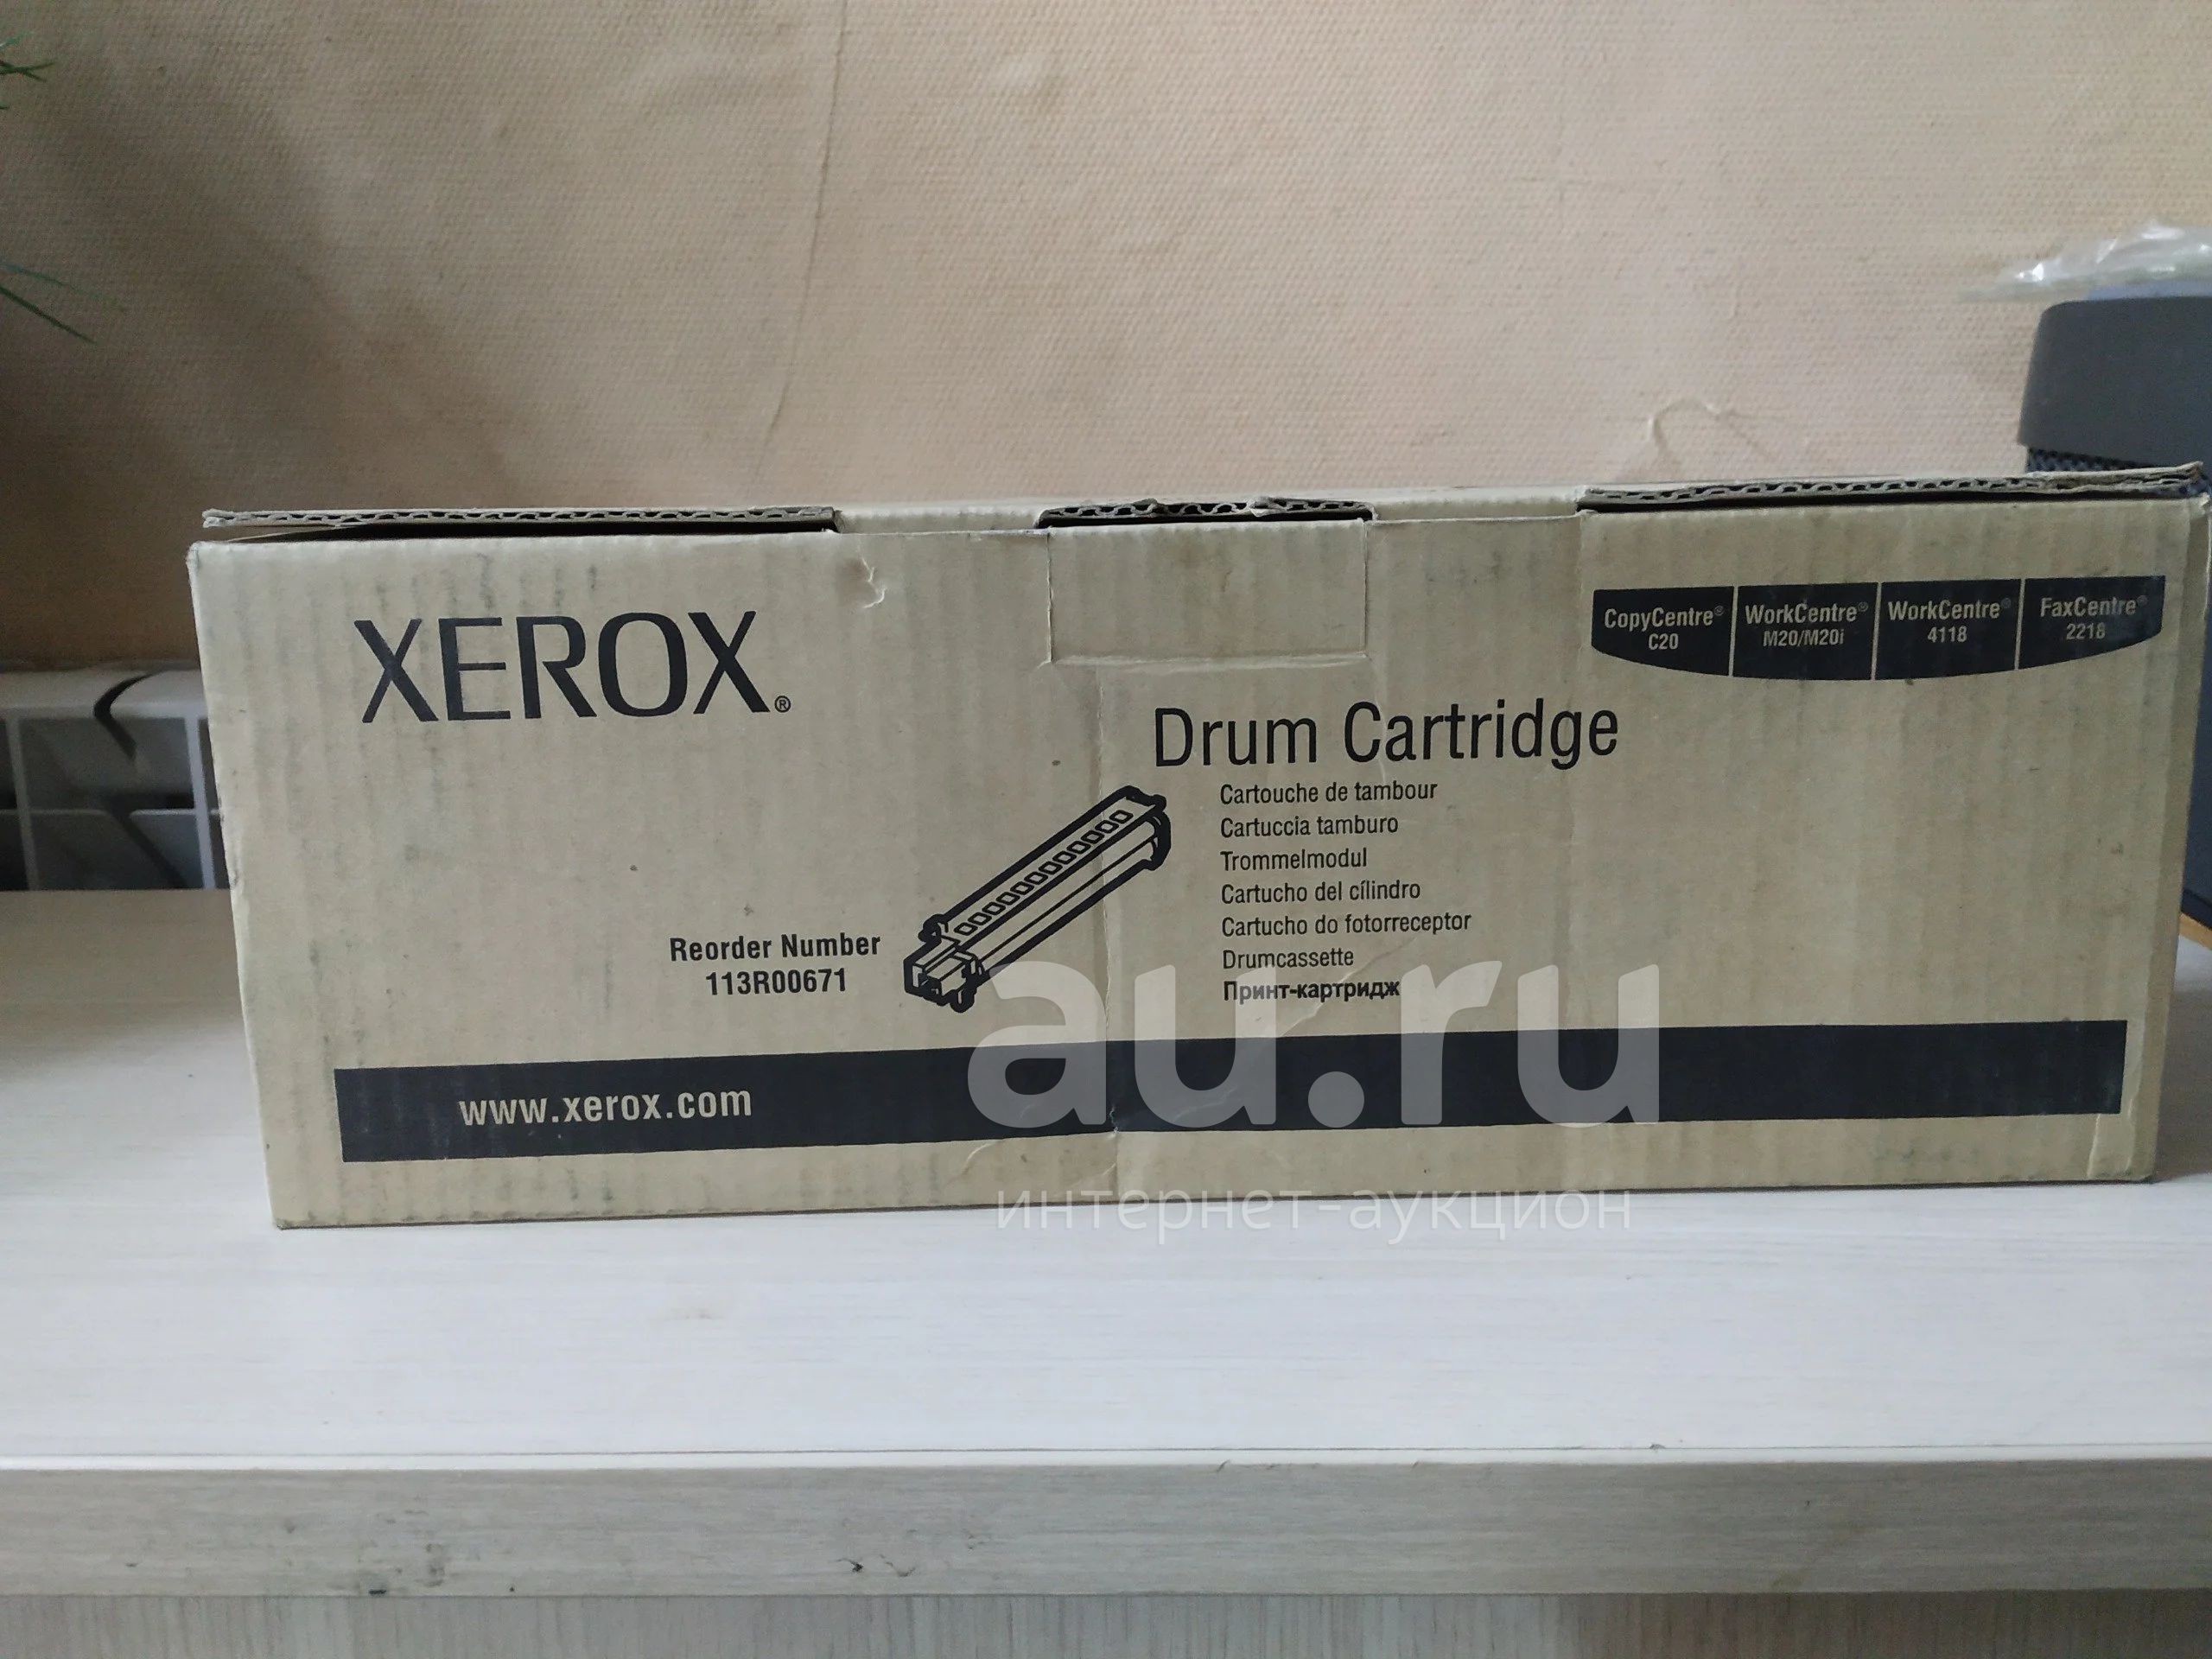 XEROX®
CopyCentre® C20
WorkCentre® M20/M20i
WorkCentre® 4118
FaxCentre® 2218
Drum Cartridge
Cartouche de tambour
Cartuccia tamburo
Trommelmodul
Cartucho del cílindro
Cartucho do fotorreceptor
Drumcassette
Принт-картридж
Reorder Number
113R00671
www.xerox.com
au.ru
интернет-аукцион